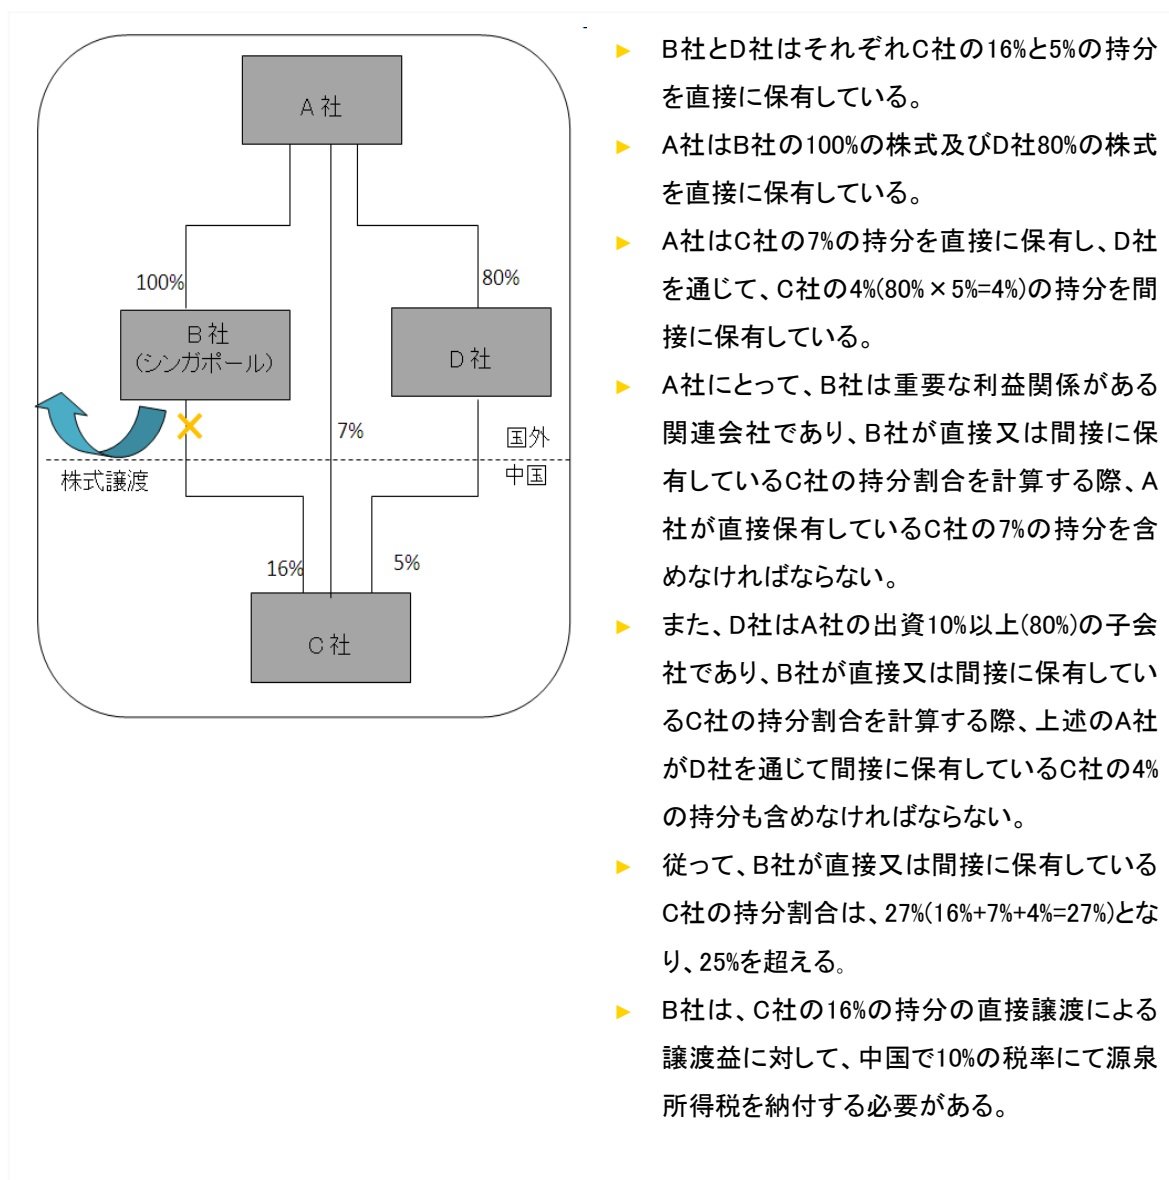 A社
100%
80%
B社
(シンガポール)
D社
7%
国外
株式譲渡
中国
16%
5%
C社
► B社とD社はそれぞれC社の16%と5%の持分
を直接に保有している。
► A社はB社の100%の株式及びD社80%の株式
を直接に保有している。
► A社はC社の7%の持分を直接に保有し、D社
を通じて、C社の4%(80%×5%=4%)の持分を間
接に保有している。
► A社にとって、B社は重要な利益関係がある
関連会社であり、B社が直接又は間接に保
有しているC社の持分割合を計算する際、A
社が直接保有しているC社の7%の持分を含
めなければならない。
► また、D社はA社の出資10%以上(80%)の子会
社であり、B社が直接又は間接に保有してい
るC社の持分割合を計算する際、上述のA社
がD社を通じて間接に保有しているC社の4%
の持分も含めなければならない。
► 従って、B社が直接又は間接に保有している
C社の持分割合は、27%(16%+7%+4%=27%)とな
り、25%を超える。
► B社は、C社の16%の持分の直接譲渡による
譲渡益に対して、中国で10%の税率にて源泉
所得税を納付する必要がある。